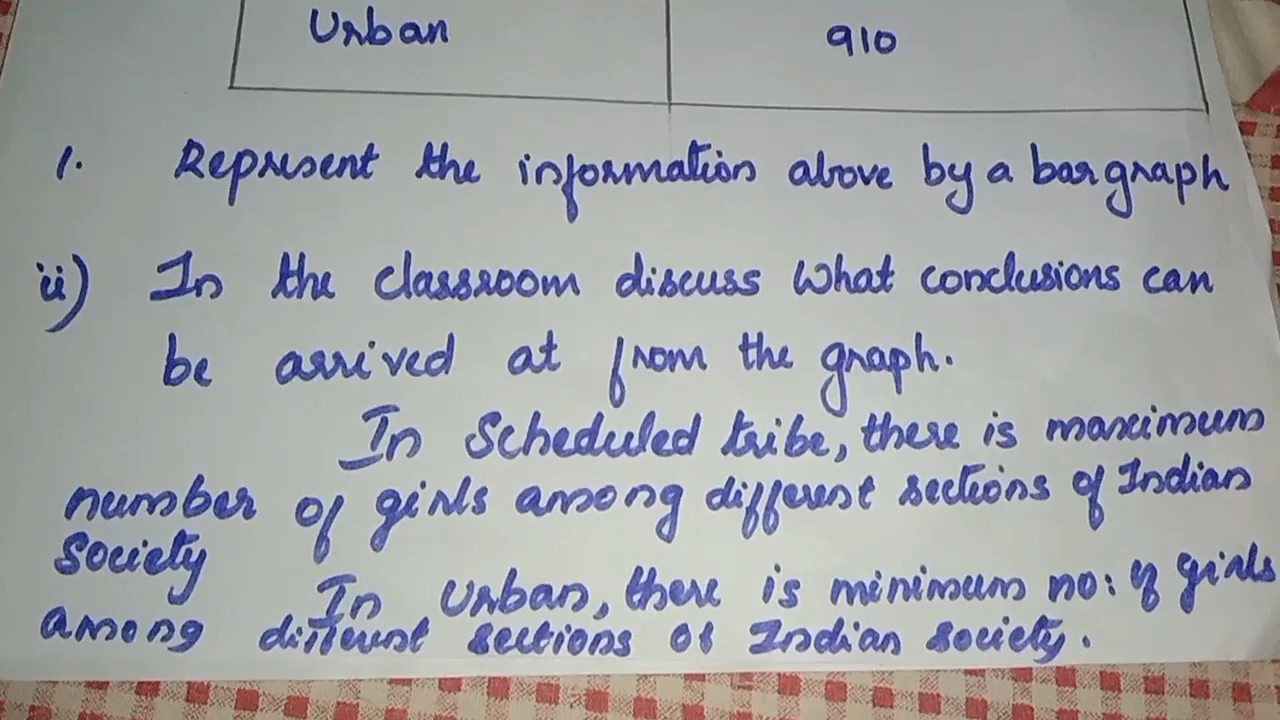 Urban 910
1. Represent the information above by a bar graph
ii) In the classroom discuss what conclusions can
be arrived at from the graph.
In Scheduled tribe, there is maximum
number of girls among different sections of Indian
society
In Urban, there is minimum no: of girls
among different sections of Indian society.